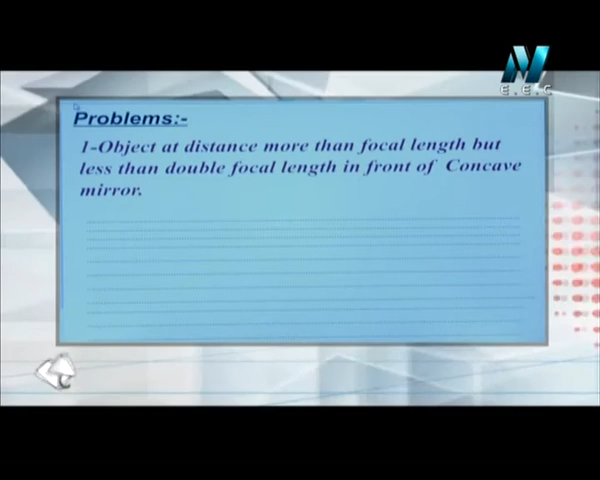 E.E.C
Problems:-
1-Object at distance more than focal length but
less than double focal length in front of Concave
mirror.